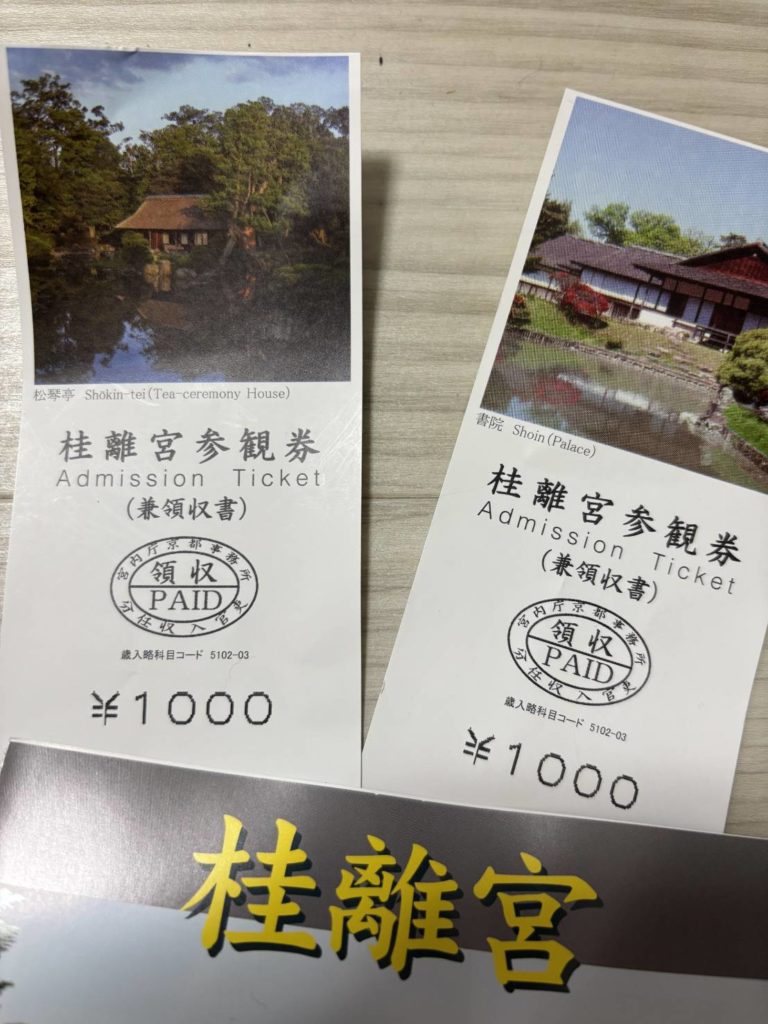 松琴亭 Shōkin-tei(Tea-ceremony House)
桂離宮参観券
Admission Ticket
(兼領収書)
宮内庁京都事務所
領収
PAID
分任収入官吏
歳入略科目コード 5102-03
¥1000
書院 Shoin(Palace)
桂離宮参観券
Admission Ticket
(兼領収書)
宮内庁京都事務所
領収
PAID
分任収入官吏
歳入略科目コード 5102-03
¥1000
桂離宮